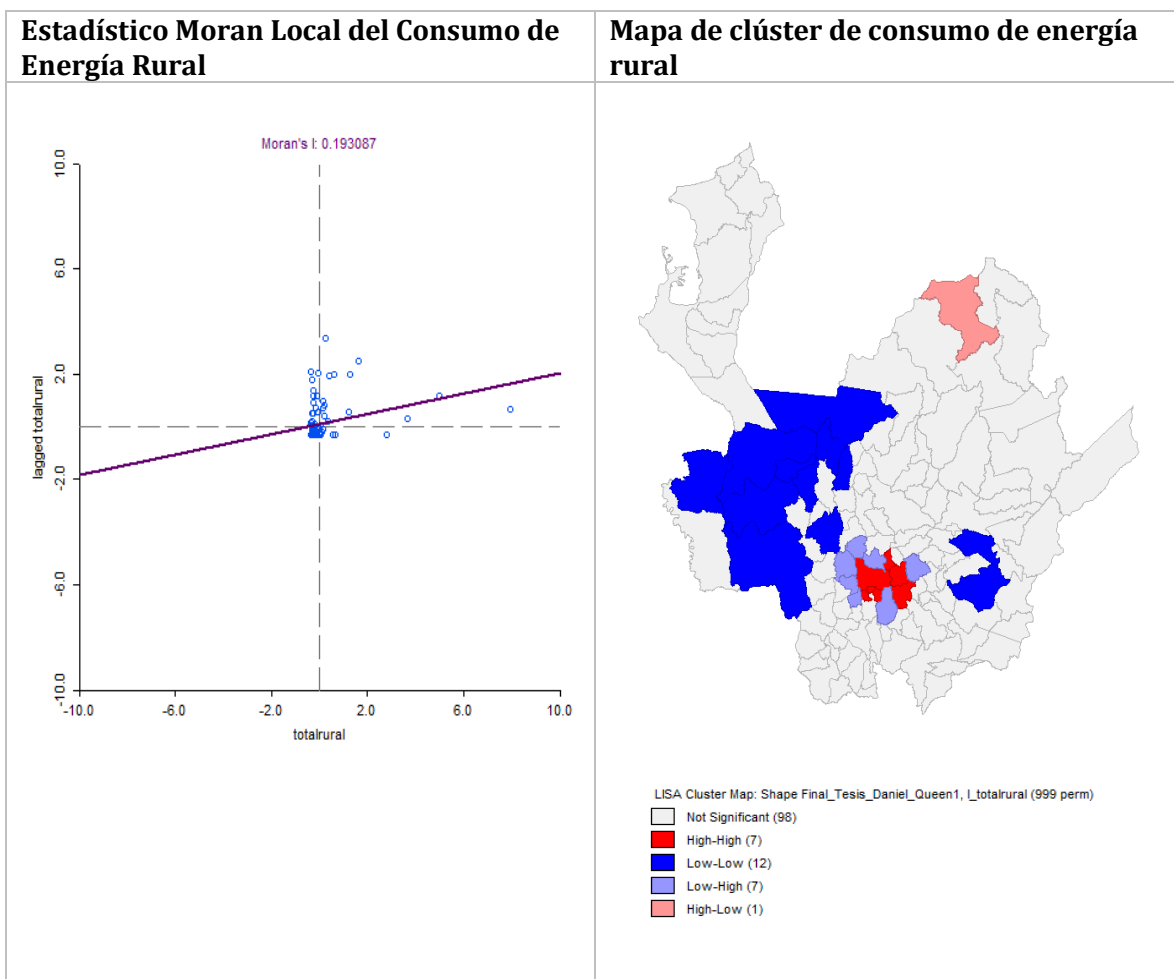 Estadístico Moran Local del Consumo de
Energía Rural
Mapa de clúster de consumo de energía
rural
Moran's I: 0.193087
10.0
6.0
2.0
-2.0
-6.0
-10.0
lagged totalrural
-10.0
-6.0
-2.0
2.0
6.0
10.0
totalrural
LISA Cluster Map: Shape Final_Tesis_Daniel_Queen1, I_totalrural (999 perm)
Not Significant (98)
High-High (7)
Low-Low (12)
Low-High (7)
High-Low (1)